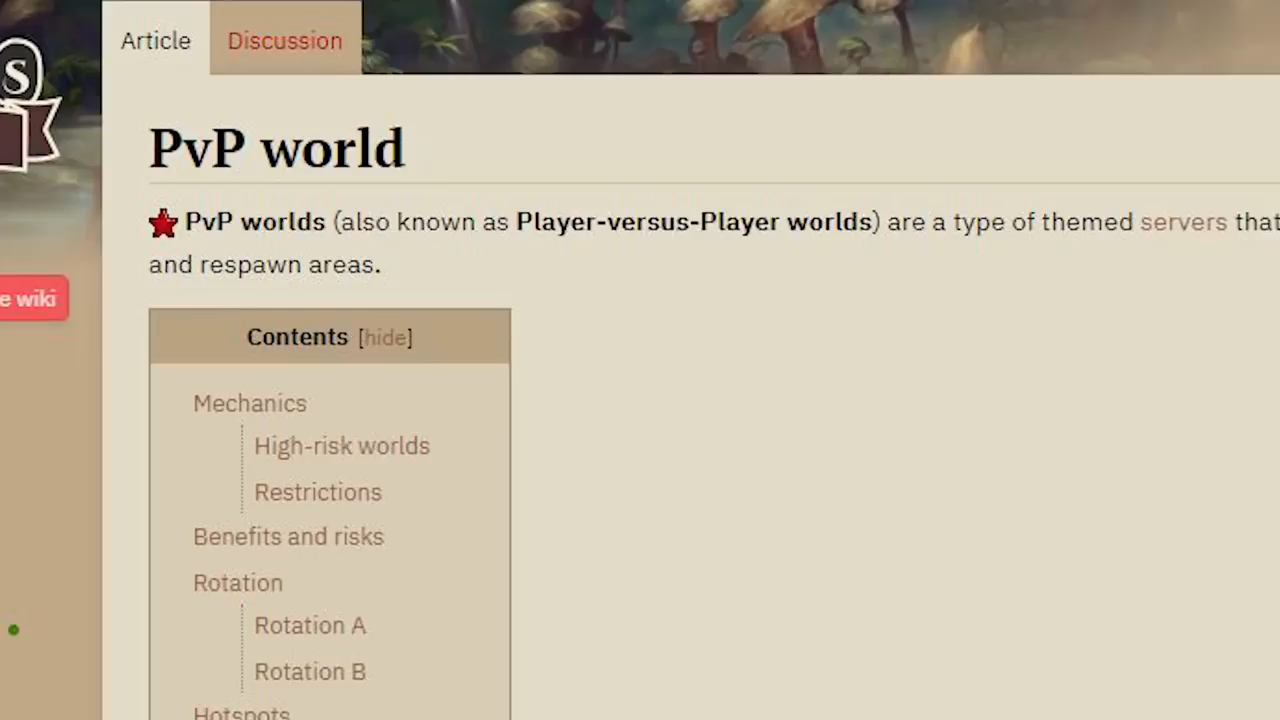 Article Discussion
S
PvP world
PvP worlds (also known as Player-versus-Player worlds) are a type of themed servers that
and respawn areas.
e wiki
Contents [hide]
Mechanics
High-risk worlds
Restrictions
Benefits and risks
Rotation
Rotation A
Rotation B
Hotspots